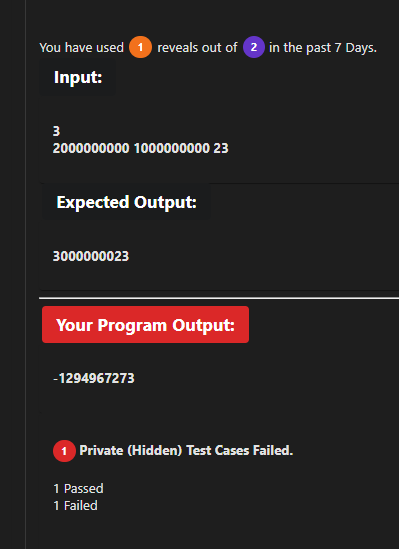 You have used 1 reveals out of 2 in the past 7 Days.
Input:
3
2000000000 1000000000 23
Expected Output:
3000000023
Your Program Output:
-1294967273
1 Private (Hidden) Test Cases Failed.
1 Passed
1 Failed